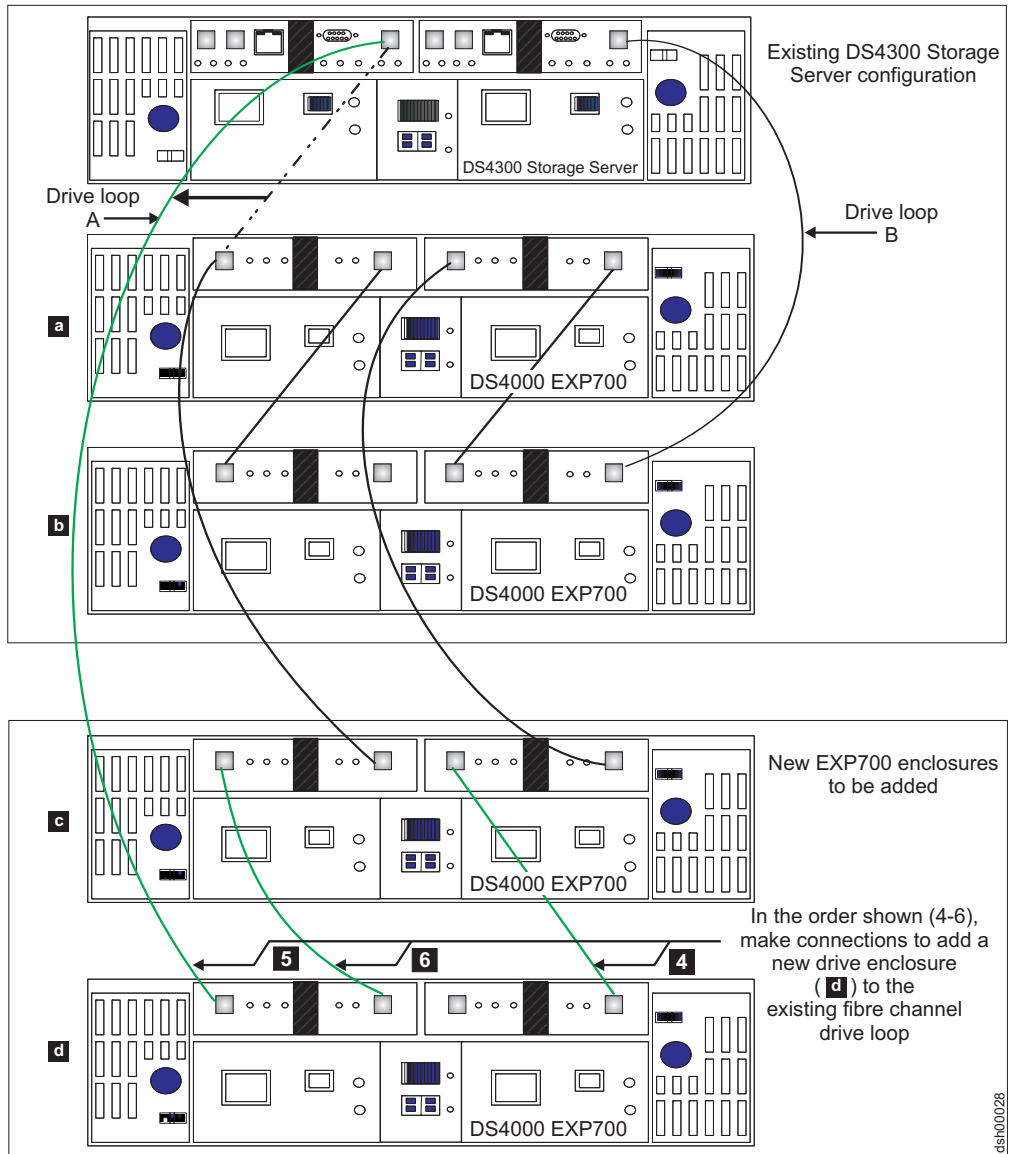 Existing DS4300 Storage
Server configuration
DS4300 Storage Server
Drive loop
A
Drive loop
B
a
DS4000 EXP700
b
DS4000 EXP700
New EXP700 enclosures
to be added
c
DS4000 EXP700
In the order shown (4-6),
make connections to add a
new drive enclosure
( d ) to the
existing fibre channel
drive loop
5
6
4
d
DS4000 EXP700
dsh00028